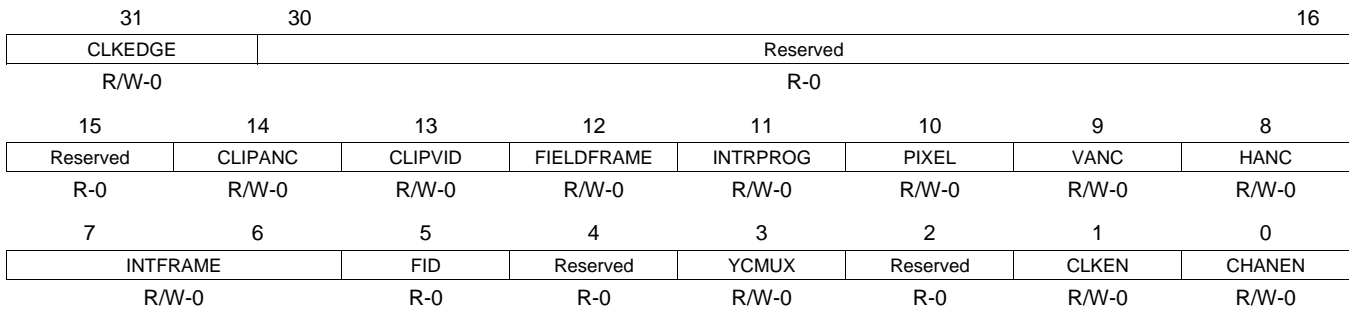 31 30 16
CLKEDGE Reserved
R/W-0 R-0
15 14 13 12 11 10 9 8
Reserved CLIPANC CLIPVID FIELDFRAME INTRPROG PIXEL VANC HANC
R-0 R/W-0 R/W-0 R/W-0 R/W-0 R/W-0 R/W-0 R/W-0
7 6 5 4 3 2 1 0
INTFRAME FID Reserved YCMUX Reserved CLKEN CHANEN
R/W-0 R-0 R-0 R/W-0 R-0 R/W-0 R/W-0